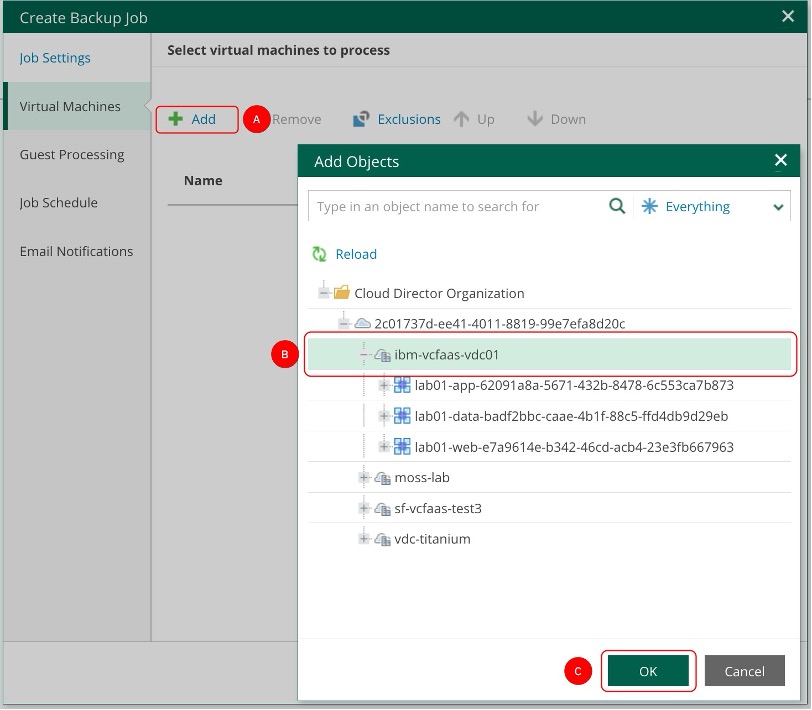 Create Backup Job
Job Settings
Virtual Machines
Guest Processing
Job Schedule
Email Notifications
Select virtual machines to process
Add A Remove Exclusions Up Down
Name
Add Objects
Type in an object name to search for Everything
Reload
Cloud Director Organization
2c01737d-ee41-4011-8819-99e7efa8d20c
B ibm-vcfaas-vdc01
lab01-app-62091a8a-5671-432b-8478-6c553ca7b873
lab01-data-badf2bbc-caae-4b1f-88c5-ffd4db9d29eb
lab01-web-e7a9614e-b342-46cd-acb4-23e3fb667963
moss-lab
sf-vcfaas-test3
vdc-titanium
C OK Cancel